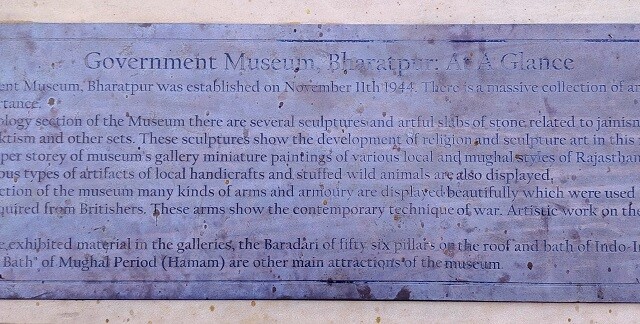 Government Museum, Bharatpur: At A Glance
ent Museum, Bharatpur was established on November 11th 1944. There is a massive collection of ar
rtance.
ology section of the Museum there are several sculptures and artful slabs of stone related to jainism
ktism and other sets. These sculptures show the development of religion and sculpture art in this
per storey of museum's gallery miniature paintings of various local and mughal styles of Rajasthan
ous types of artifacts of local handicrafts and stuffed wild animals are also displayed,
ction of the museum many kinds of arms and armoury are displayed beautifully which were used
quired from Britishers. These arms show the contemporary technique of war. Artistic work on the
e exhibited material in the galleries, the Baradari of fifty six pillars on the roof and bath of Indo-I
Bath" of Mughal Period (Hamam) are other main attractions of the museum.